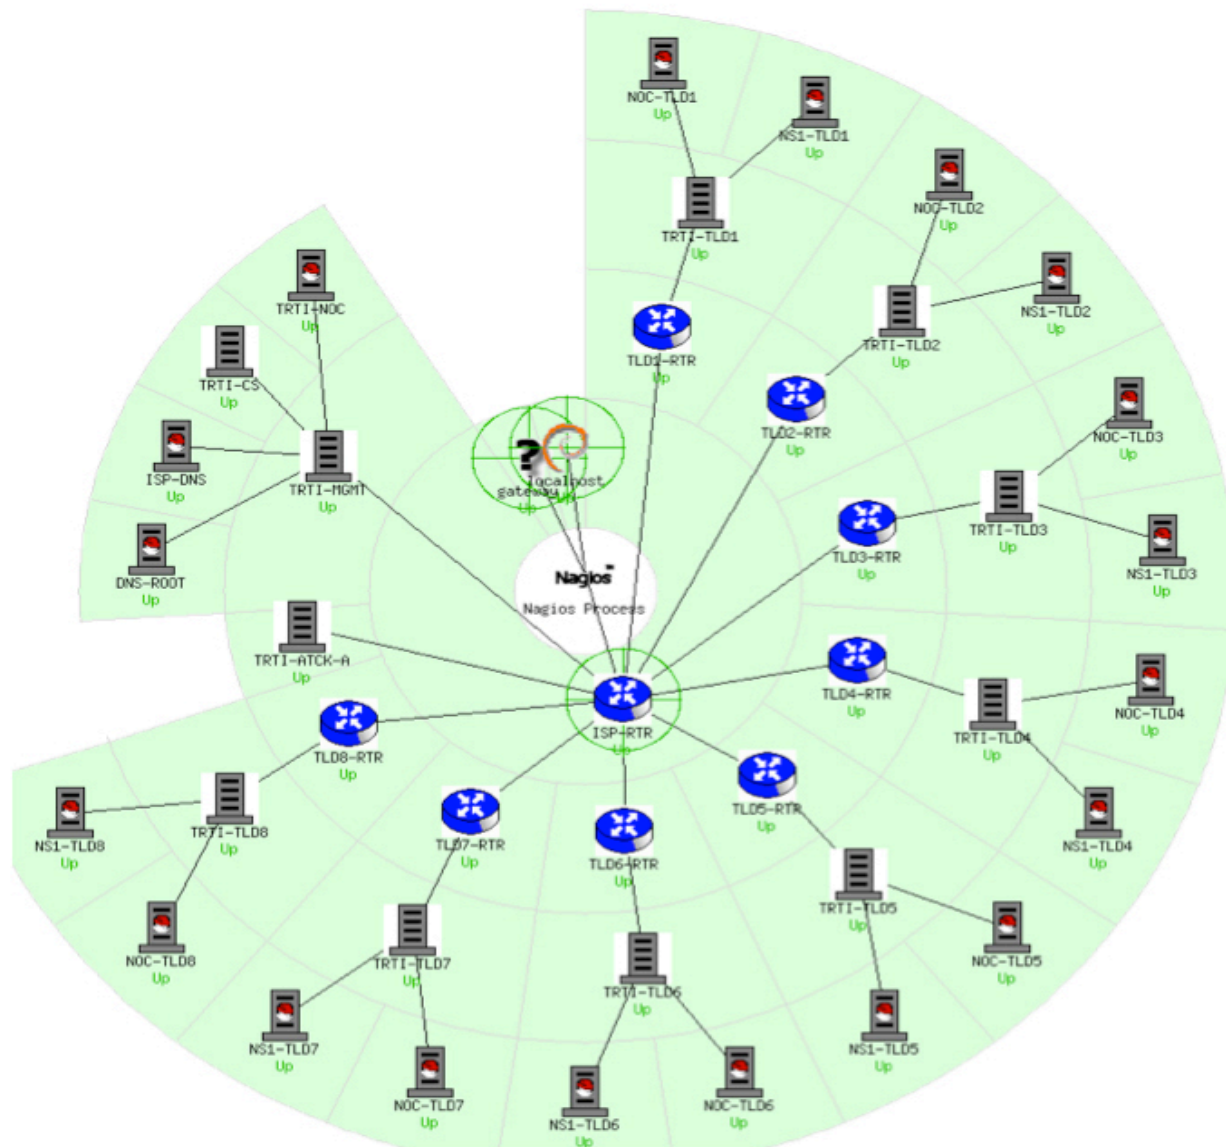 NOC-TLD1
Up
NS1-TLD1
Up
TRTI-TLD1
Up
NOC-TLD2
Up
NS1-TLD2
Up
TRTI-TLD2
Up
TLD1-RTR
Up
TLD2-RTR
Up
TRTI-NOC
Up
TRTI-CS
Up
ISP-DNS
Up
TRTI-MGMT
Up
DNS-ROOT
Up
localhost
Up
gateway
Up
NOC-TLD3
Up
TRTI-TLD3
Up
NS1-TLD3
Up
TLD3-RTR
Up
Nagios™
Nagios Process
TRTI-ATCK-A
Up
ISP-RTR
Up
TLD4-RTR
Up
NOC-TLD4
Up
TRTI-TLD4
Up
NS1-TLD4
Up
TLD8-RTR
Up
TRTI-TLD8
Up
NS1-TLD8
Up
NOC-TLD8
Up
TLD7-RTR
Up
TLD6-RTR
Up
TLD5-RTR
Up
TRTI-TLD5
Up
NOC-TLD5
Up
NS1-TLD5
Up
TRTI-TLD7
Up
NS1-TLD7
Up
NOC-TLD7
Up
TRTI-TLD6
Up
NS1-TLD6
Up
NOC-TLD6
Up